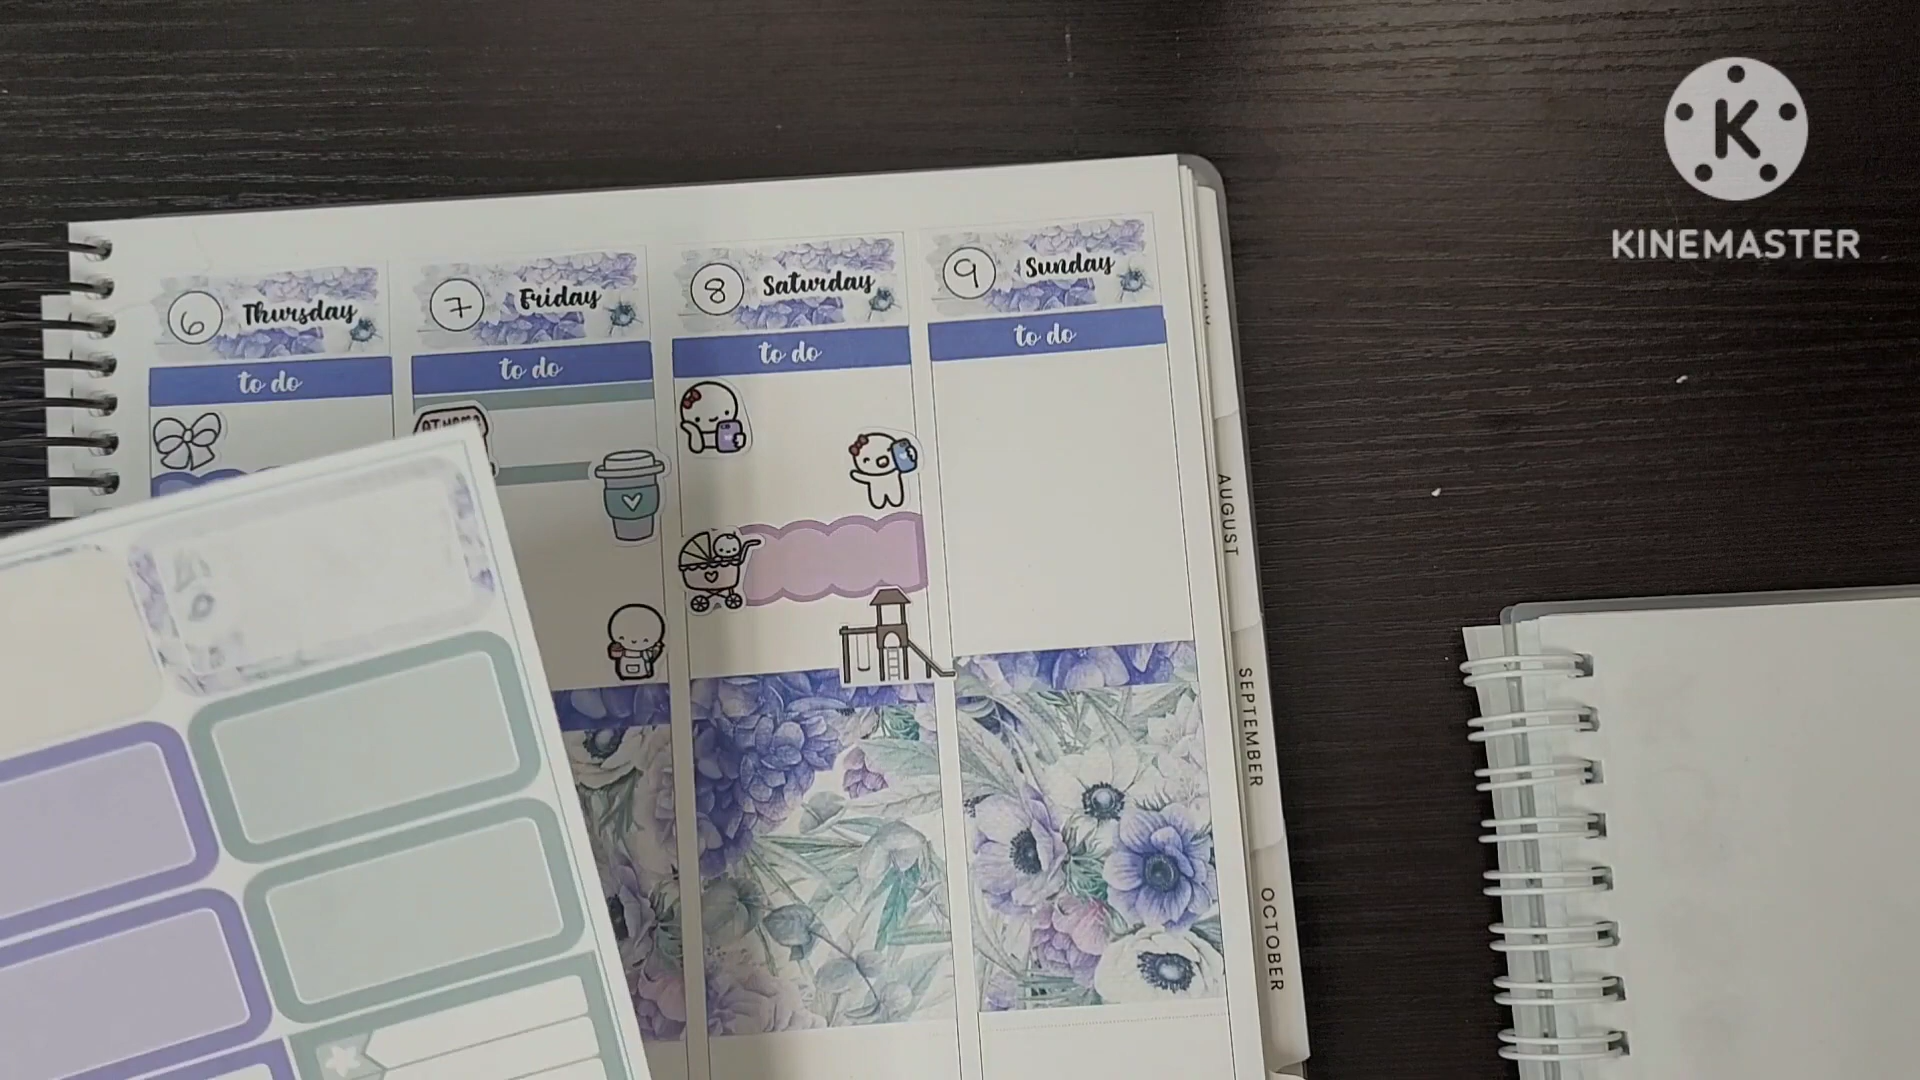 K
KINEMASTER
6 Thursday
7 Friday
8 Saturday
9 Sunday
to do
to do
to do
to do
AUGUST
SEPTEMBER
OCTOBER